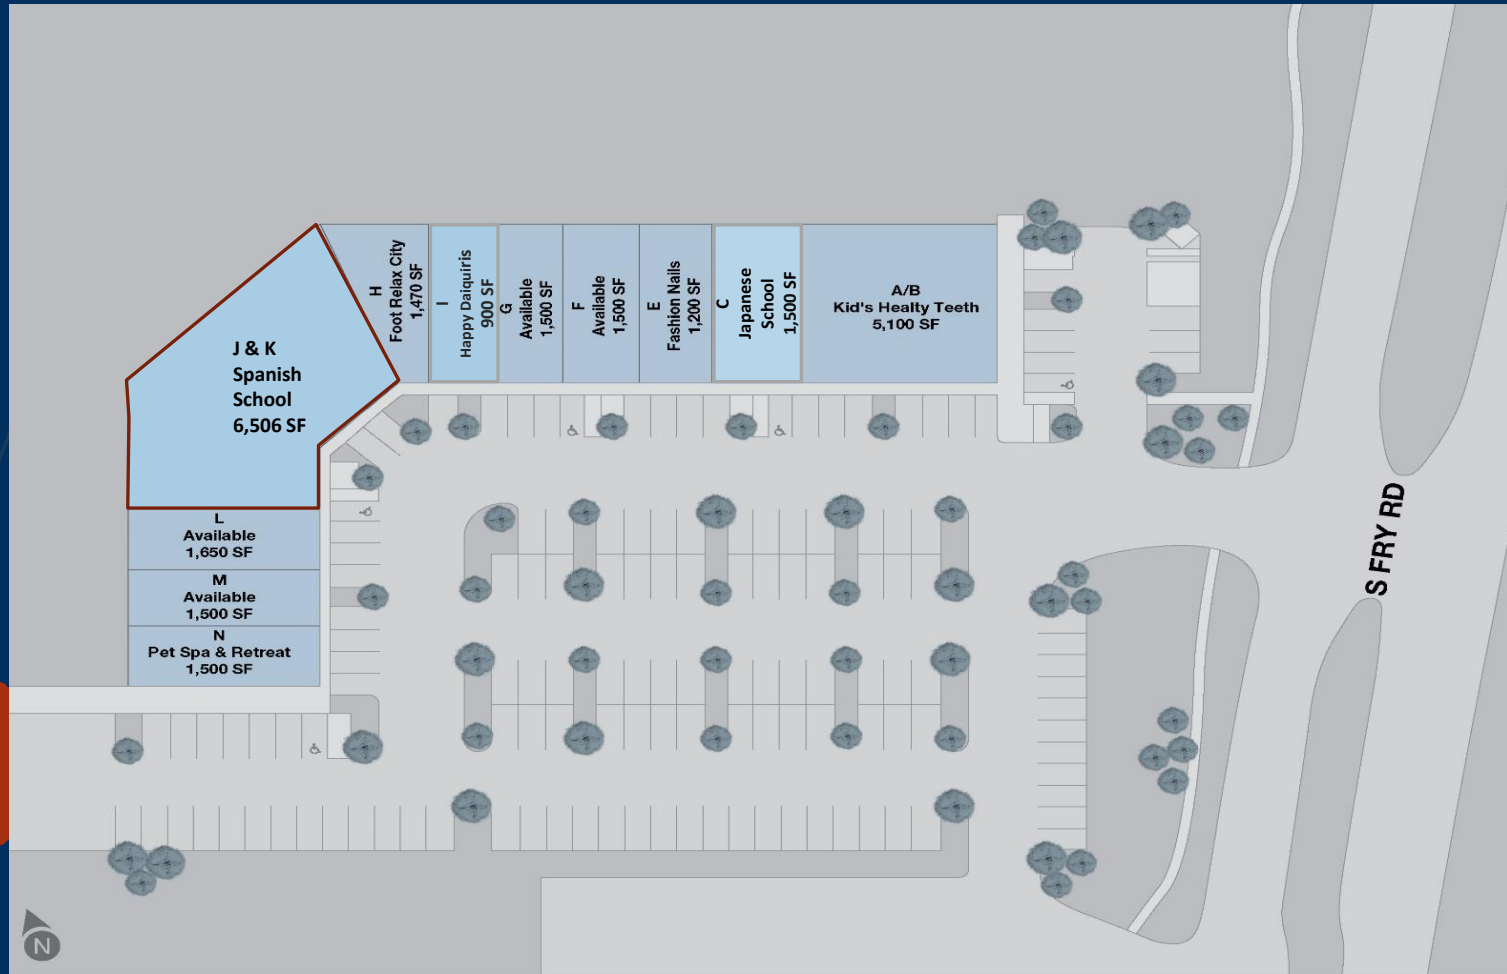 H
Foot Relax City
1,470 SF
I
Happy Daiquiris
900 SF
G
Available
1,500 SF
F
Available
1,500 SF
E
Fashion Nails
1,200 SF
C
Japanese
School
1,500 SF
A/B
Kid's Healty Teeth
5,100 SF
J & K
Spanish
School
6,506 SF
L
Available
1,650 SF
M
Available
1,500 SF
N
Pet Spa & Retreat
1,500 SF
S FRY RD
N